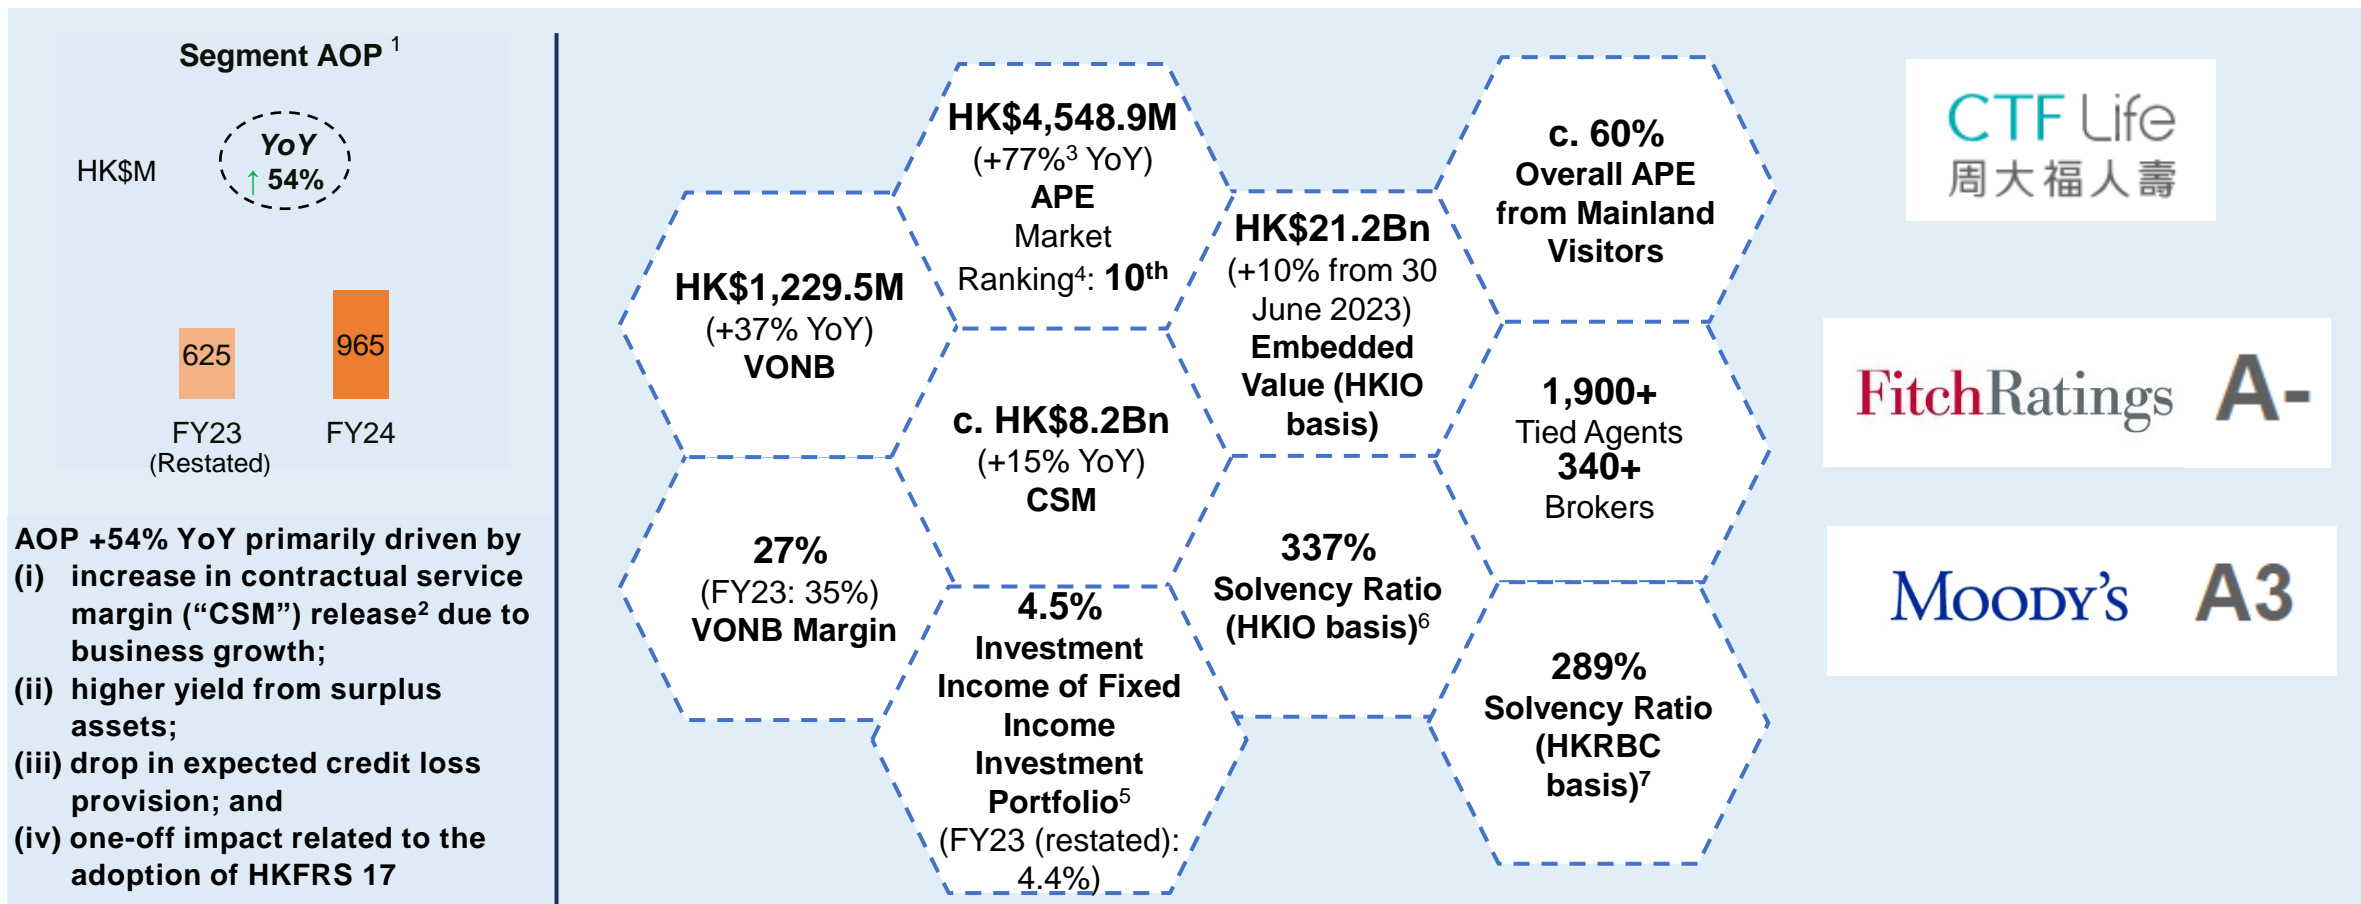 Segment AOP 1
HK$M
YoY
↑ 54%
625
965
FY23
(Restated)
FY24
AOP +54% YoY primarily driven by
(i) increase in contractual service
margin (“CSM”) release2 due to
business growth;
(ii) higher yield from surplus
assets;
(iii) drop in expected credit loss
provision; and
(iv) one-off impact related to the
adoption of HKFRS 17
HK$1,229.5M
(+37% YoY)
VONB
27%
(FY23: 35%)
VONB Margin
HK$4,548.9M
(+77%3 YoY)
APE
Market
Ranking4: 10th
c. HK$8.2Bn
(+15% YoY)
CSM
4.5%
Investment
Income of Fixed
Income
Investment
Portfolio5
(FY23 (restated):
4.4%)
HK$21.2Bn
(+10% from 30
June 2023)
Embedded
Value (HKIO
basis)
337%
Solvency Ratio
(HKIO basis)6
c. 60%
Overall APE
from Mainland
Visitors
1,900+
Tied Agents
340+
Brokers
289%
Solvency Ratio
(HKRBC
basis)7
CTF Life
周大福人壽
FitchRatings A-
MOODY'S A3